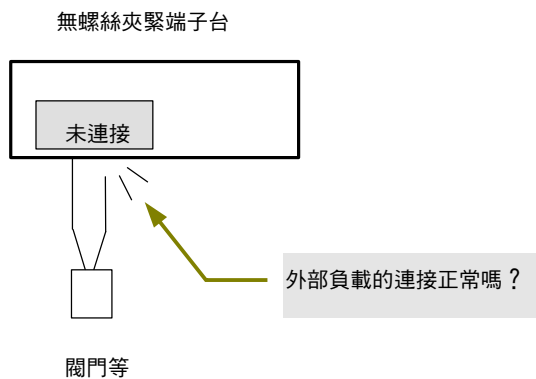 無螺絲夾緊端子台
未連接
外部負載的連接正常嗎？
閥門等